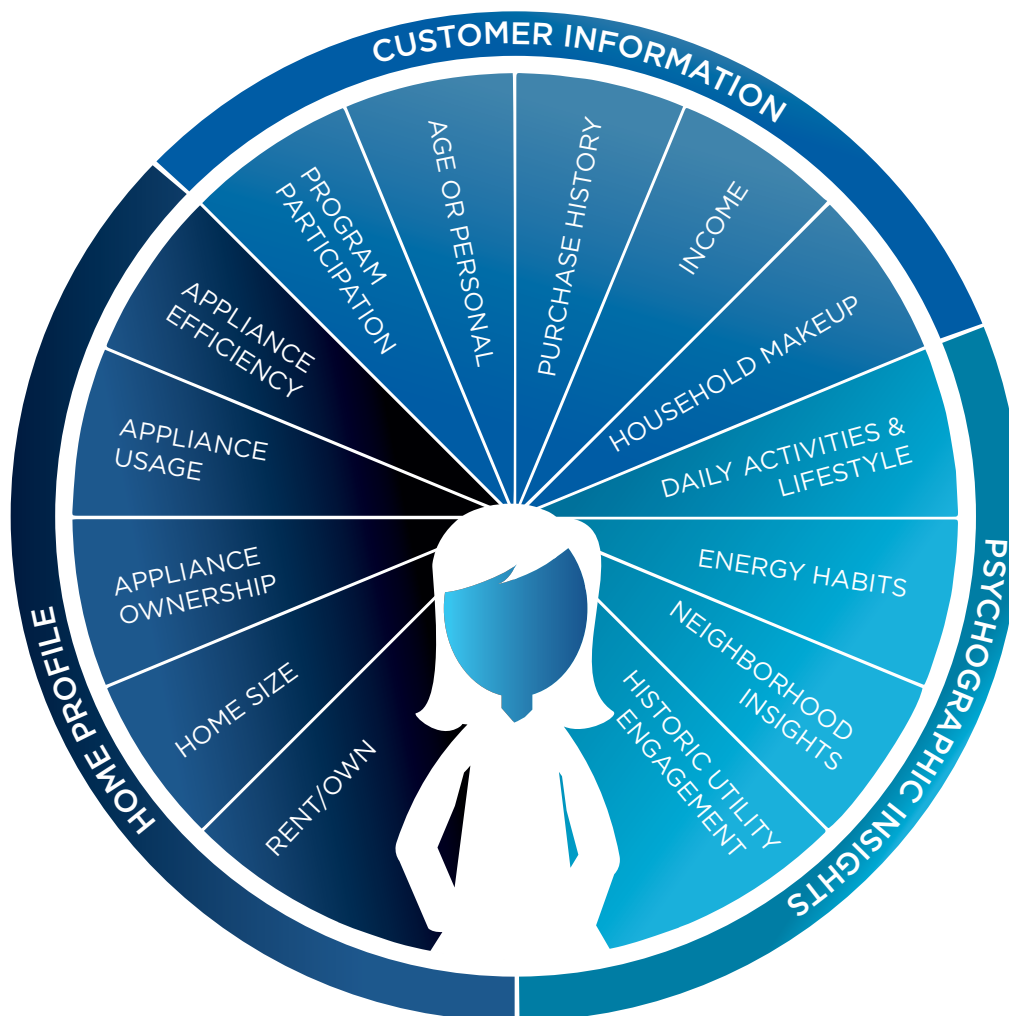 CUSTOMER INFORMATION
PROGRAM
PARTICIPATION
AGE OR PERSONAL
PURCHASE HISTORY
INCOME
HOUSEHOLD MAKEUP
PSYCHOGRAPHIC INSIGHTS
DAILY ACTIVITIES &
LIFESTYLE
ENERGY HABITS
NEIGHBORHOOD
INSIGHTS
HISTORIC UTILITY
ENGAGEMENT
HOME PROFILE
APPLIANCE
EFFICIENCY
APPLIANCE
USAGE
APPLIANCE
OWNERSHIP
HOME SIZE
RENT/OWN